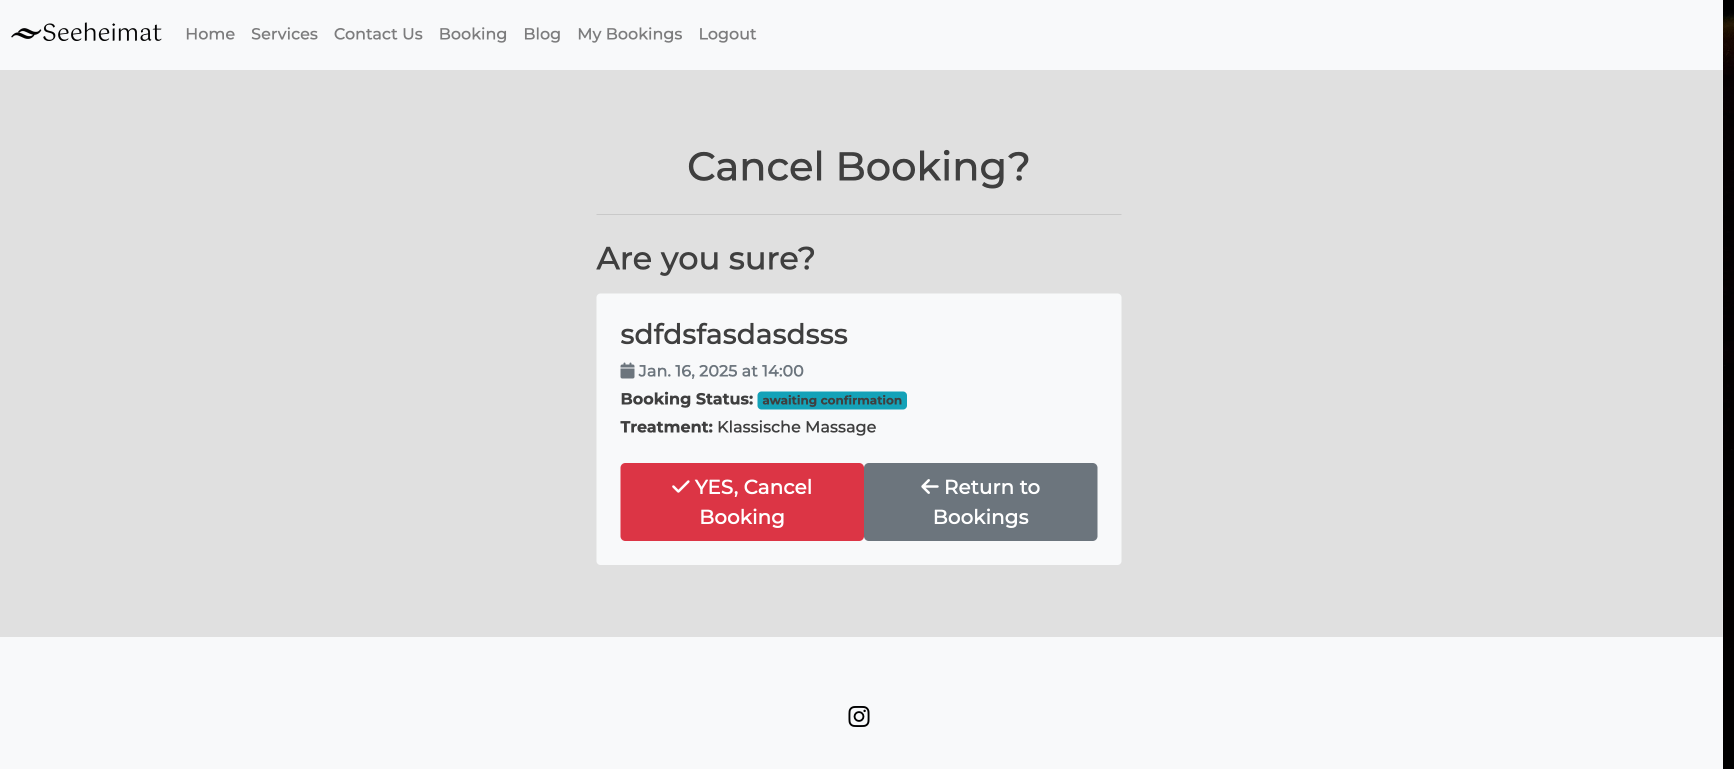 Seeheimat Home Services Contact Us Booking Blog My Bookings Logout
Cancel Booking?
Are you sure?
sdfdsfasdasdsss
Jan. 16, 2025 at 14:00
Booking Status: awaiting confirmation
Treatment: Klassische Massage
YES, Cancel
Booking
Return to
Bookings